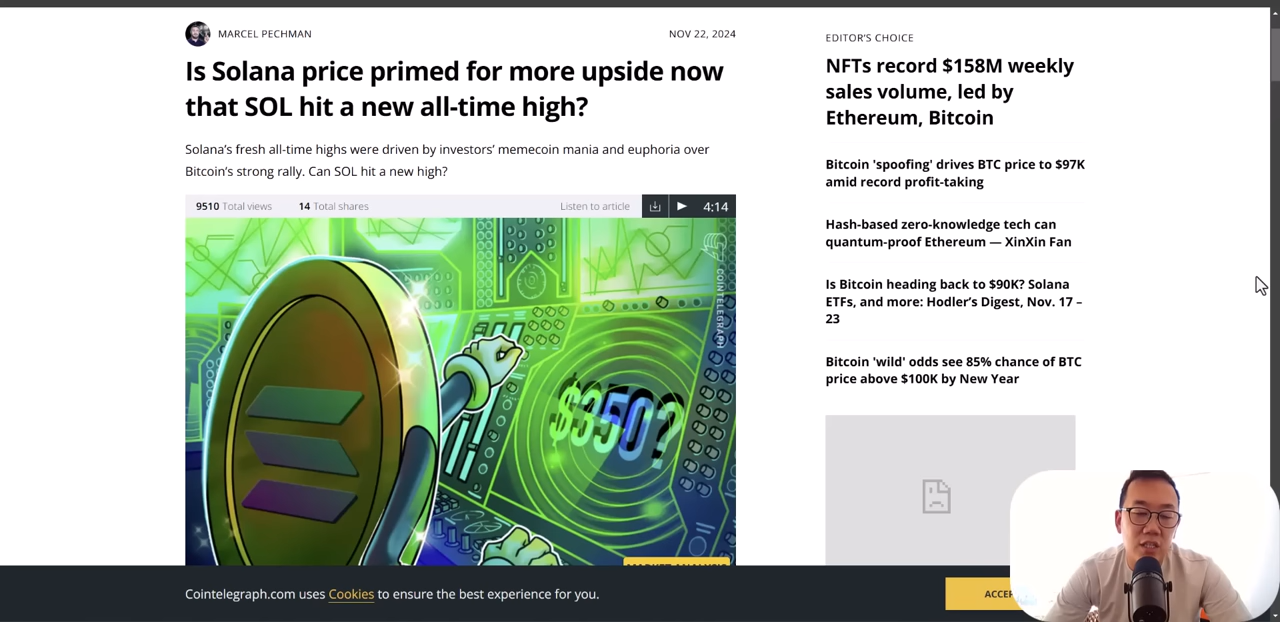 MARCEL PECHMAN
NOV 22, 2024
Is Solana price primed for more upside now
that SOL hit a new all-time high?
Solana’s fresh all-time highs were driven by investors’ memecoin mania and euphoria over
Bitcoin’s strong rally. Can SOL hit a new high?
9510 Total views
14 Total shares
Listen to article
4:14
COINTELEGRAPH
$350?
EDITOR’S CHOICE
NFTs record $158M weekly
sales volume, led by
Ethereum, Bitcoin
Bitcoin 'spoofing' drives BTC price to $97K
amid record profit-taking
Hash-based zero-knowledge tech can
quantum-proof Ethereum — XinXin Fan
Is Bitcoin heading back to $90K? Solana
ETFs, and more: Hodler’s Digest, Nov. 17 –
23
Bitcoin 'wild' odds see 85% chance of BTC
price above $100K by New Year
Cointelegraph.com uses Cookies to ensure the best experience for you.